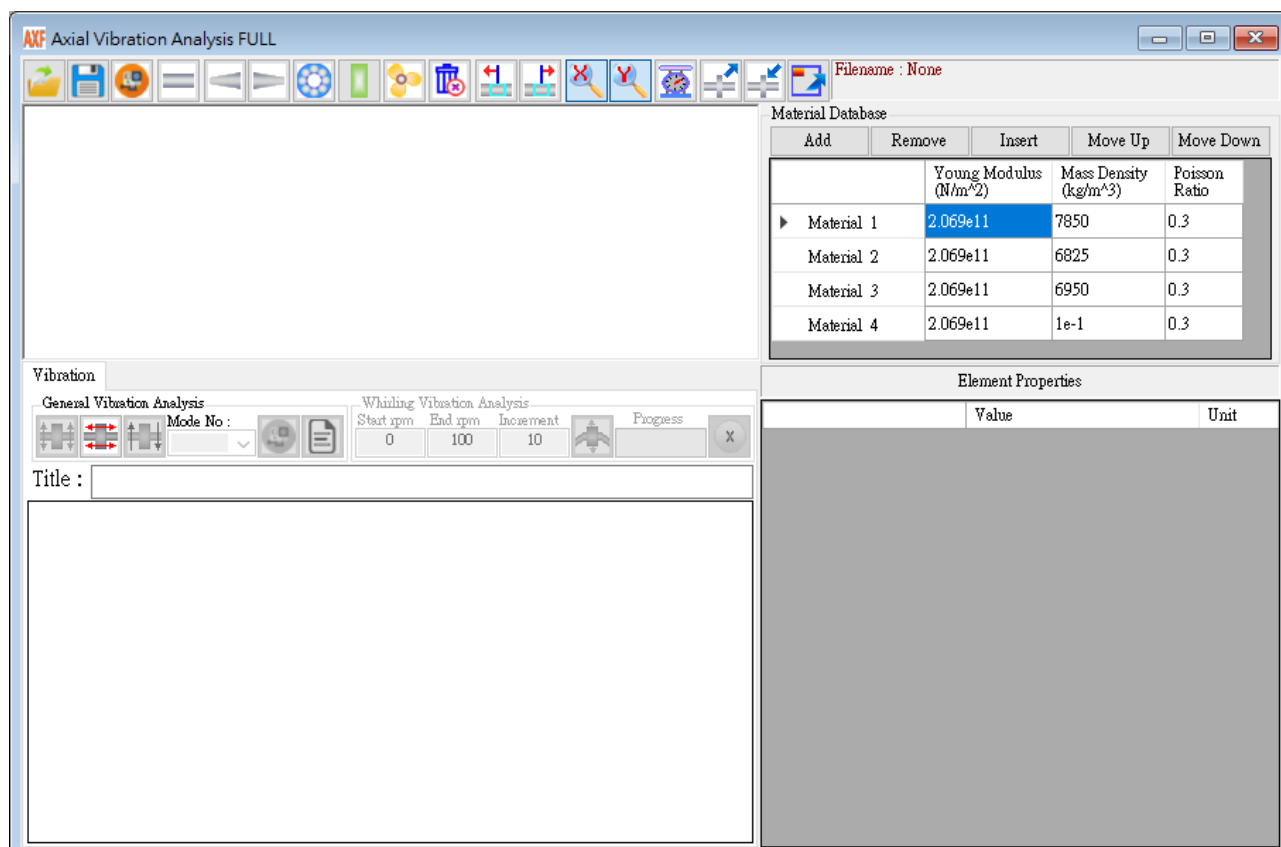 AXF Axial Vibration Analysis FULL
X Y Filename : None
Material Database
Add Remove Insert Move Up Move Down
Young Modulus (N/m^2) Mass Density (kg/m^3) Poisson Ratio
Material 1 2.069e11 7850 0.3
Material 2 2.069e11 6825 0.3
Material 3 2.069e11 6950 0.3
Material 4 2.069e11 1e-1 0.3
Vibration
General Vibration Analysis
Mode No :
Whirling Vibration Analysis
Start rpm End rpm Increment Progress
0 100 10 X
Title :
Element Properties
Value Unit